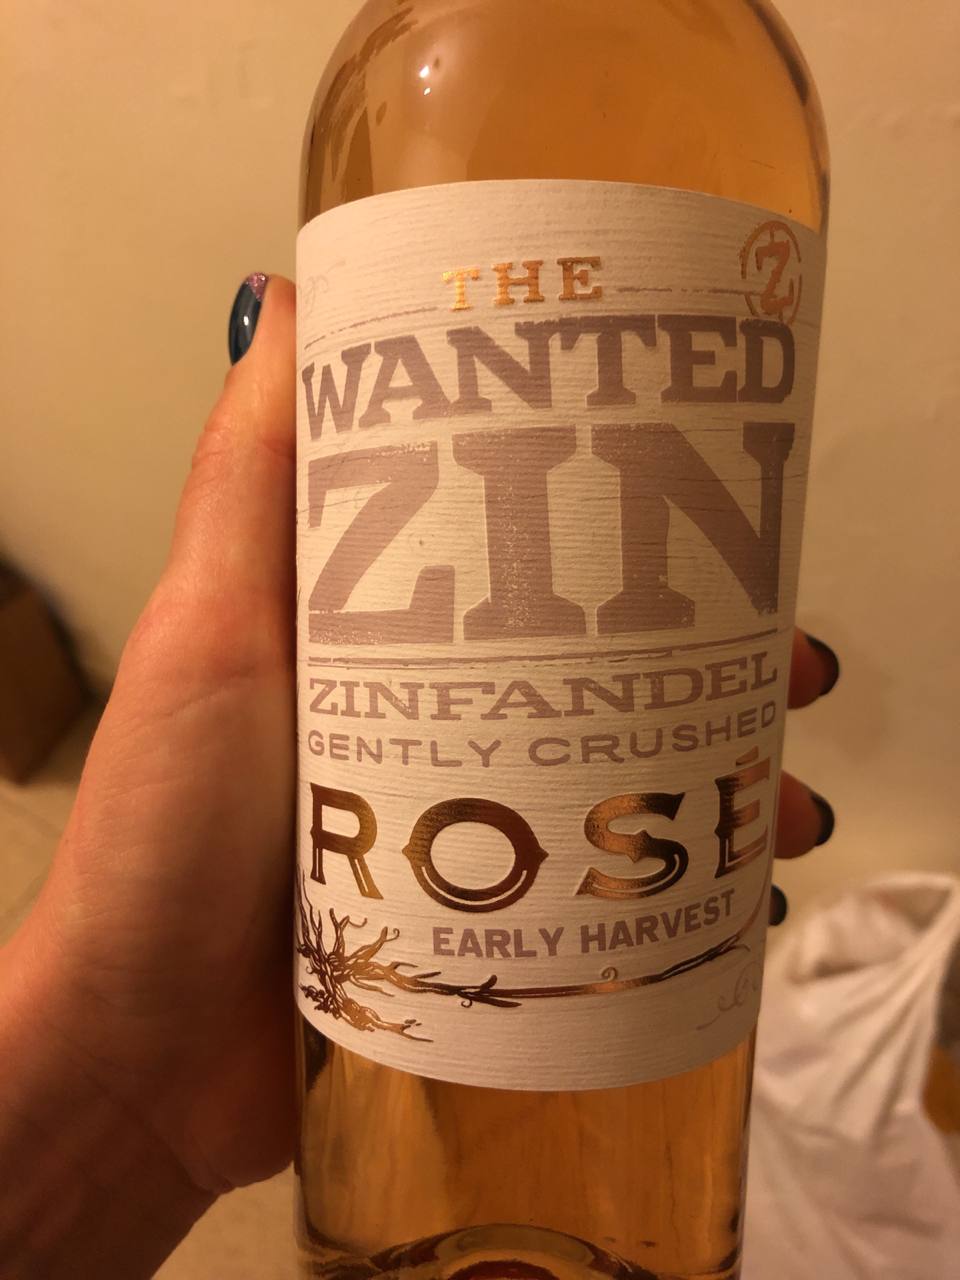 THE
Z
WANTED
ZIN
ZINFANDEL
GENTLY CRUSHED
ROSÉ
EARLY HARVEST